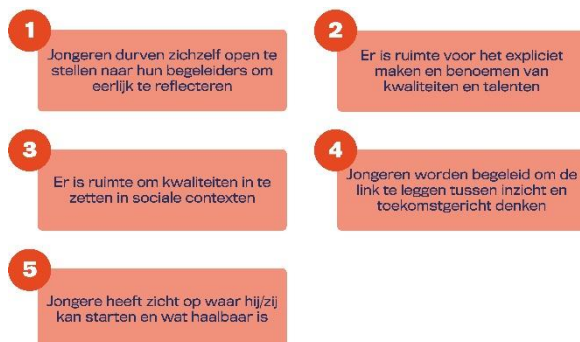 1
Jongeren durven zichzelf open te
stellen naar hun begeleiders om
eerlijk te reflecteren
2
Er is ruimte voor het expliciet
maken en benoemen van
kwaliteiten en talenten
3
Er is ruimte om kwaliteiten in te
zetten in sociale contexten
4
Jongeren worden begeleid om de
link te leggen tussen inzicht en
toekomstgericht denken
5
Jongere heeft zicht op waar hij/zij
kan starten en wat haalbaar is